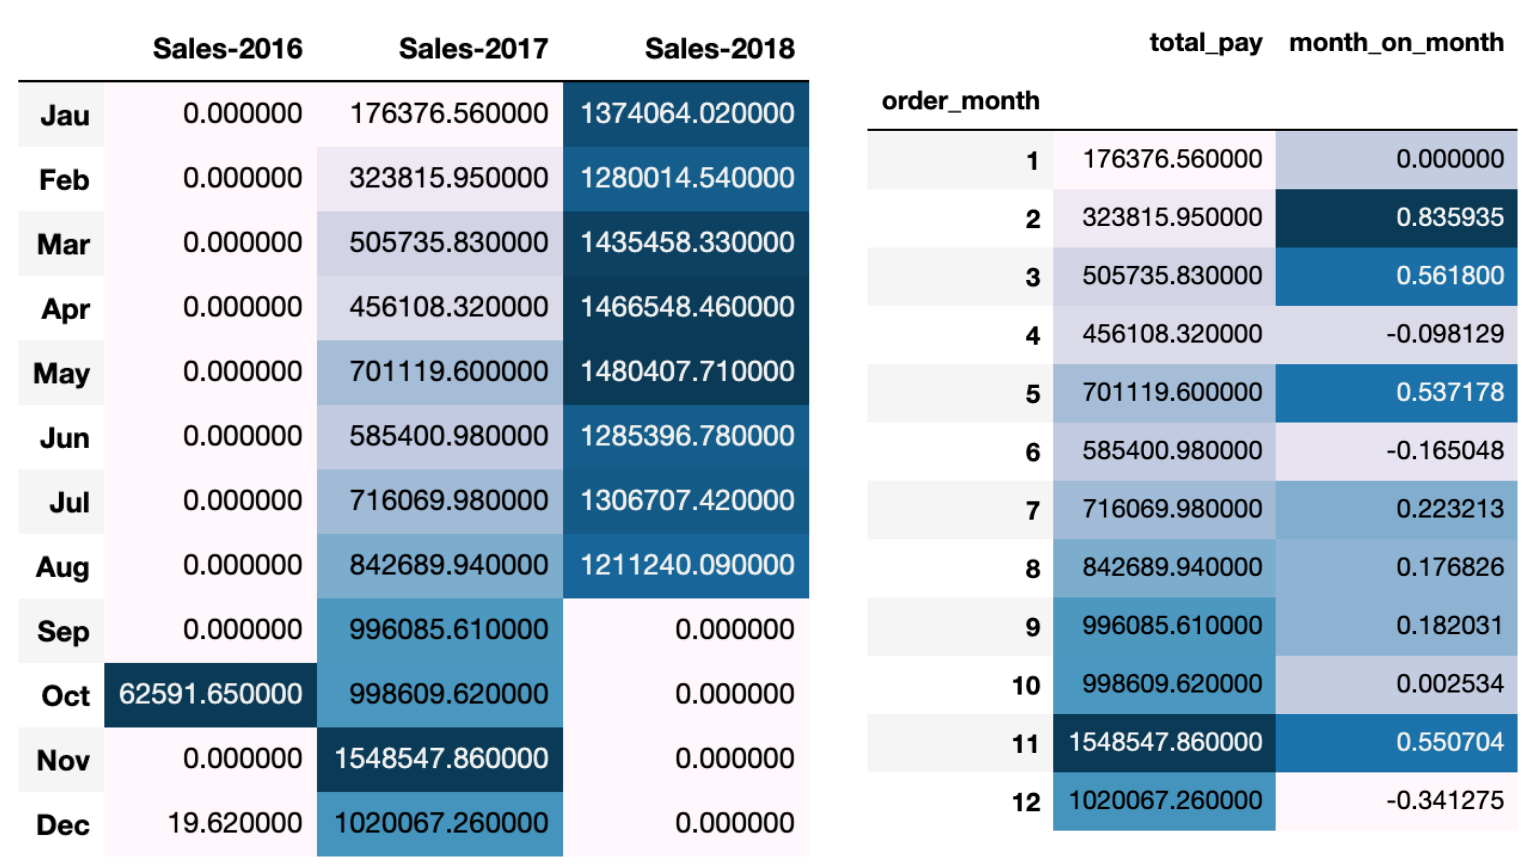 Sales-2016 Sales-2017 Sales-2018
Jau 0.000000 176376.560000 1374064.020000
Feb 0.000000 323815.950000 1280014.540000
Mar 0.000000 505735.830000 1435458.330000
Apr 0.000000 456108.320000 1466548.460000
May 0.000000 701119.600000 1480407.710000
Jun 0.000000 585400.980000 1285396.780000
Jul 0.000000 716069.980000 1306707.420000
Aug 0.000000 842689.940000 1211240.090000
Sep 0.000000 996085.610000 0.000000
Oct 62591.650000 998609.620000 0.000000
Nov 0.000000 1548547.860000 0.000000
Dec 19.620000 1020067.260000 0.000000
total_pay month_on_month
order_month
1 176376.560000 0.000000
2 323815.950000 0.835935
3 505735.830000 0.561800
4 456108.320000 -0.098129
5 701119.600000 0.537178
6 585400.980000 -0.165048
7 716069.980000 0.223213
8 842689.940000 0.176826
9 996085.610000 0.182031
10 998609.620000 0.002534
11 1548547.860000 0.550704
12 1020067.260000 -0.341275